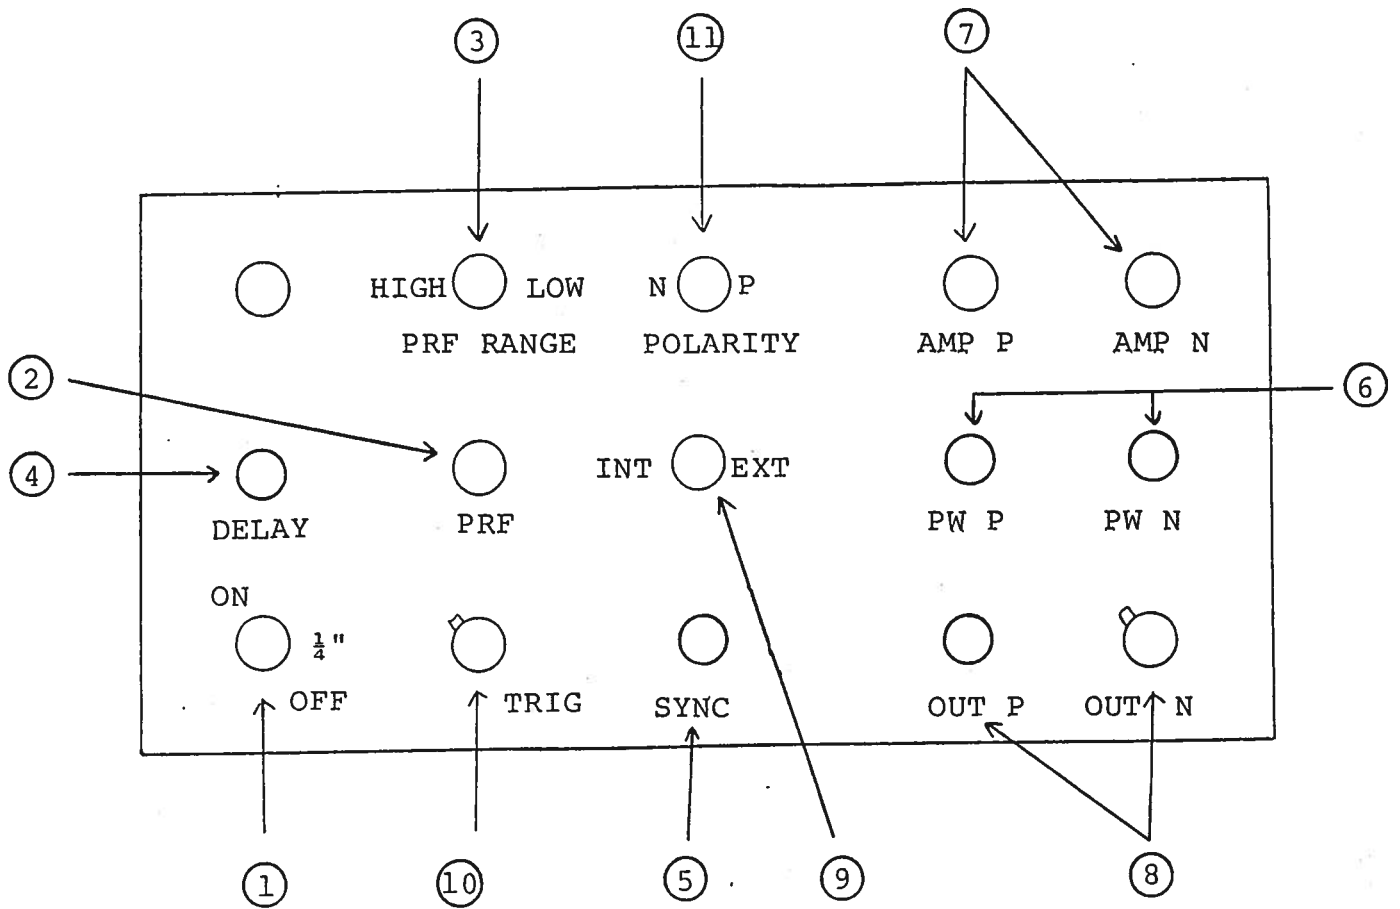 3 11 7
HIGH LOW N P
PRF RANGE POLARITY AMP P AMP N
2
6
4
INT EXT
DELAY PRF PW P PW N
ON
¼"
OFF TRIG SYNC OUT P OUT N
1 10 5 9 8